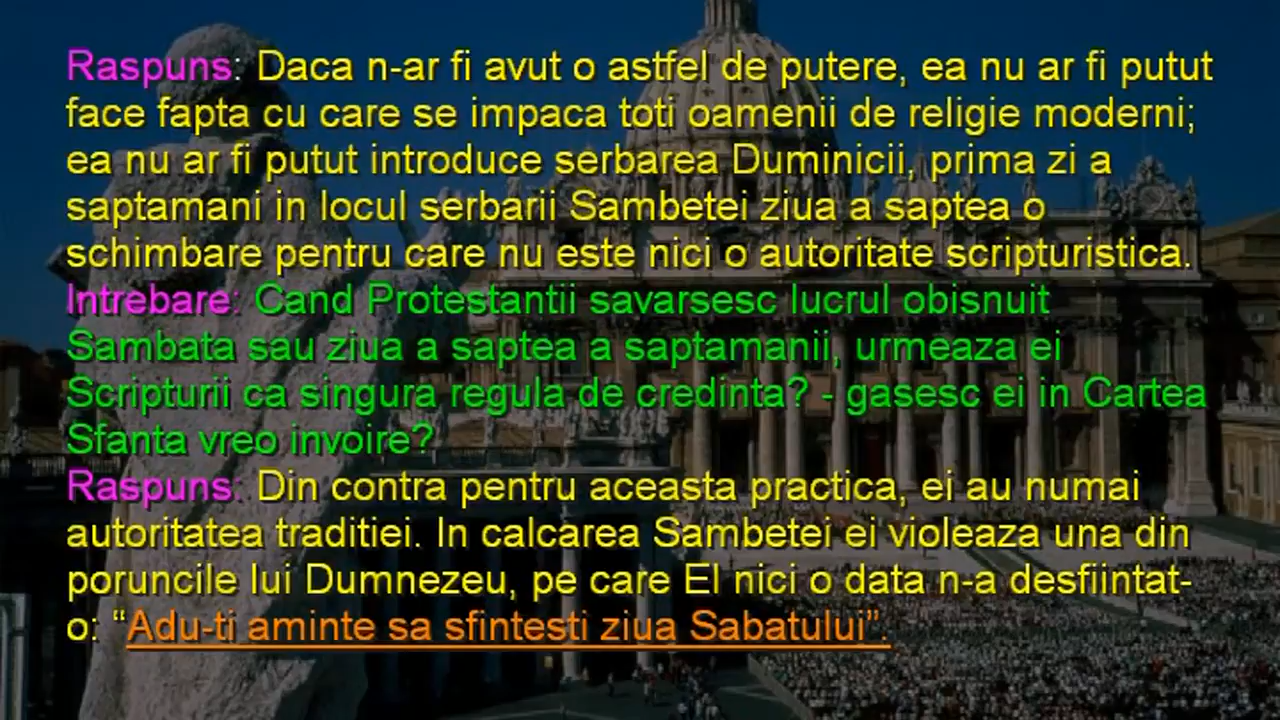 Raspuns: Daca n-ar fi avut o astfel de putere, ea nu ar fi putut
face fapta cu care se impaca toti oamenii de religie moderni;
ea nu ar fi putut introduce serbarea Duminicii, prima zi a
saptamani in locul serbarii Sambetei ziua a saptea o
schimbare pentru care nu este nici o autoritate scripturistica.
Intrebare: Cand Protestantii savarsesc lucrul obisnuit
Sambata sau ziua a saptea a saptamanii, urmeaza ei
Scripturii ca singura regula de credinta? - gasesc ei in Cartea
Sfanta vreo invoire?
Raspuns: Din contra pentru aceasta practica, ei au numai
autoritatea traditiei. In calcarea Sambetei ei violeaza una din
poruncile lui Dumnezeu, pe care El nici o data n-a desfiintat-
o: “Adu-ti aminte sa sfintesti ziua Sabatului”.